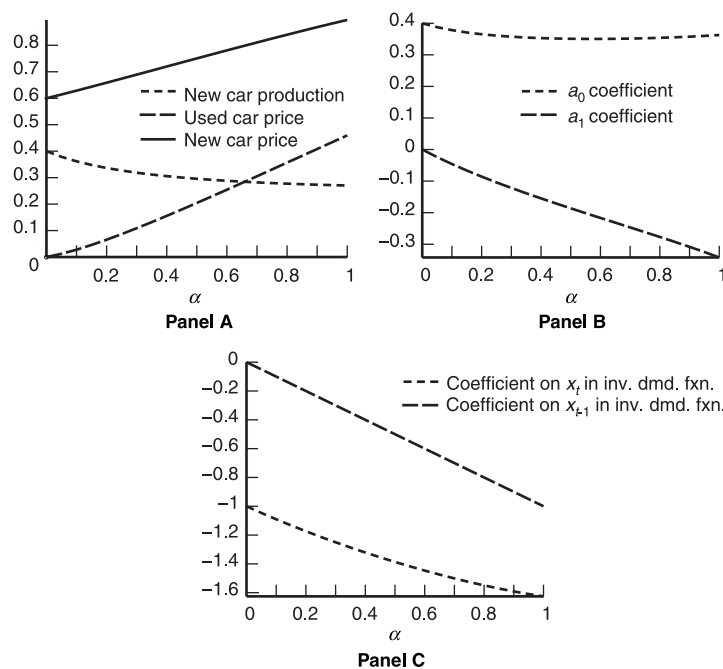 0.8
0.7
0.6
0.5
0.4
0.3
0.2
0.1
0
New car production
Used car price
New car price
0 0.2 0.4 0.6 0.8 1
α
Panel A
0.4
0.3
0.2
0.1
0
−0.1
−0.2
−0.3
a0 coefficient
a1 coefficient
0 0.2 0.4 0.6 0.8 1
α
Panel B
0
−0.2
−0.4
−0.6
−0.8
−1
−1.2
−1.4
−1.6
Coefficient on xt in inv. dmd. fxn.
Coefficient on xt-1 in inv. dmd. fxn.
0 0.2 0.4 0.6 0.8 1
α
Panel C